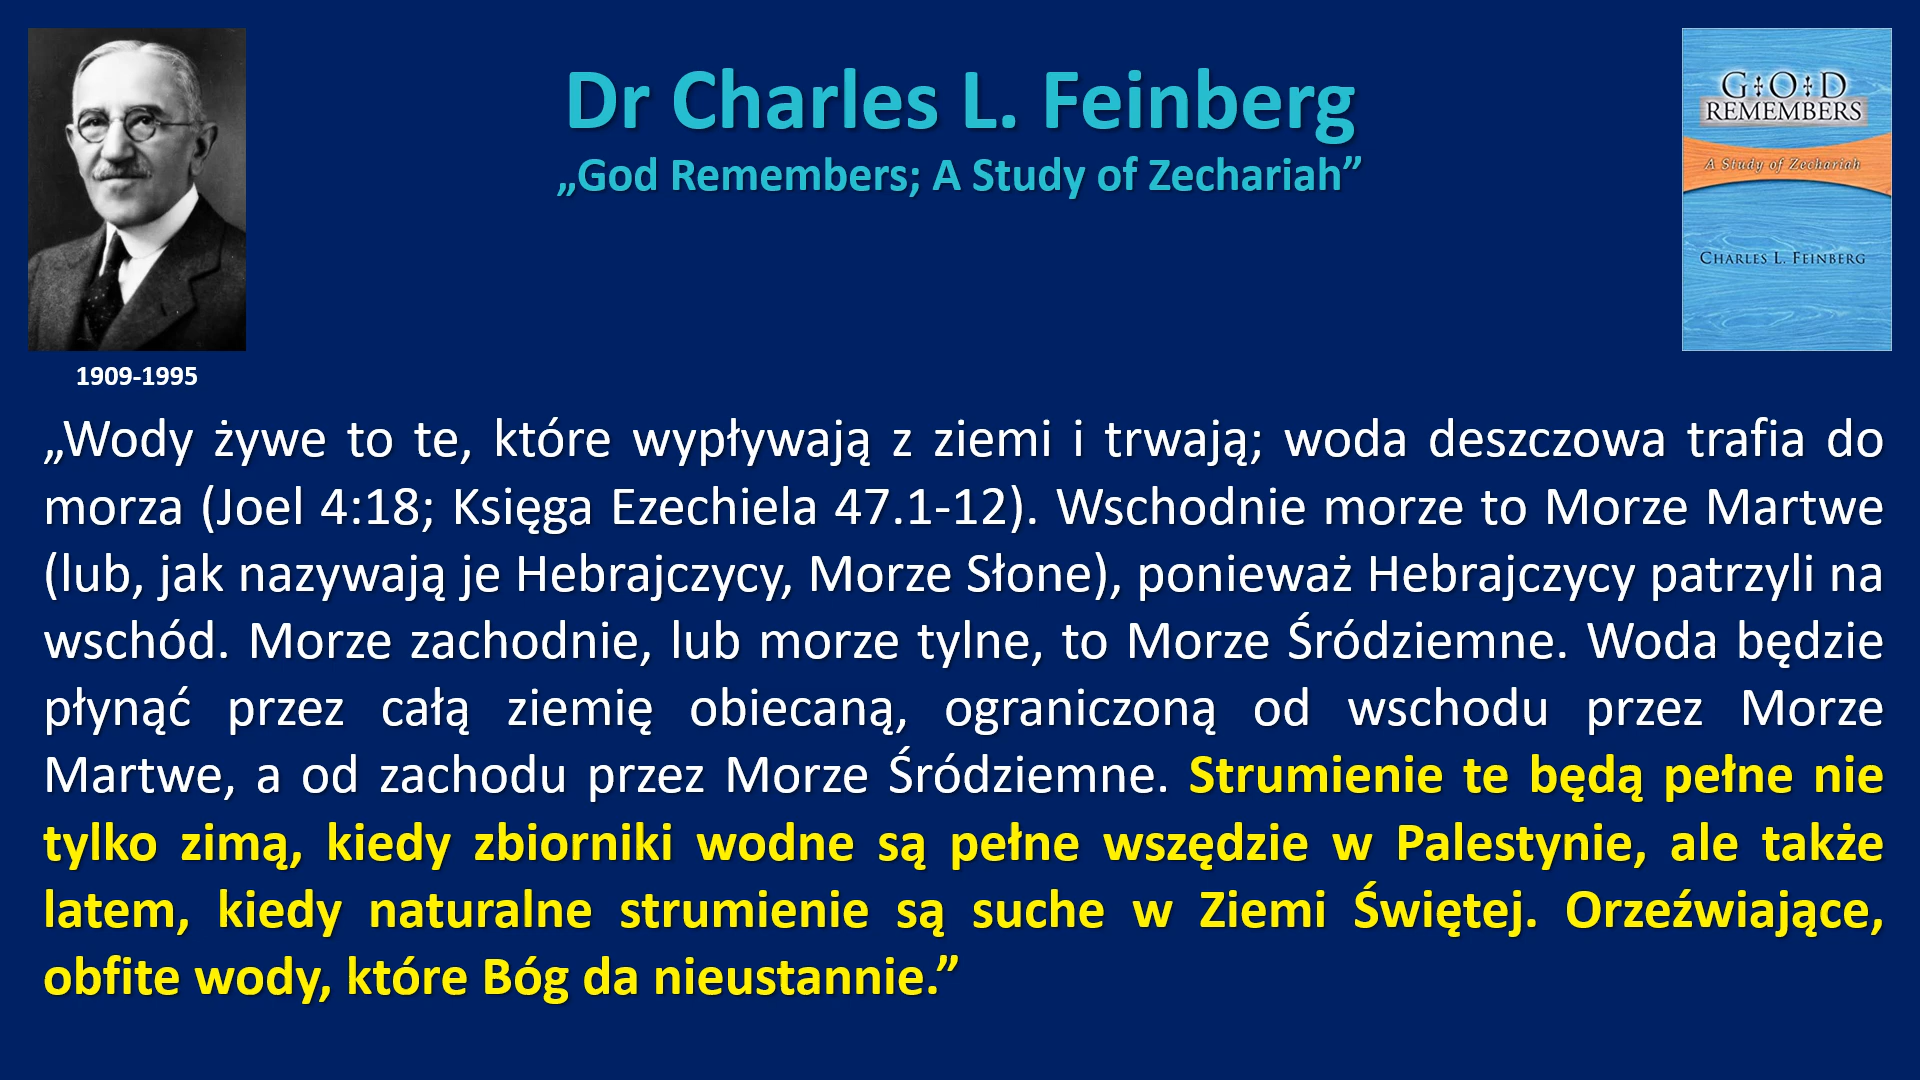 Dr Charles L. Feinberg
„God Remembers; A Study of Zechariah”
G‡O‡D
REMEMBERS
A Study of Zechariah
CHARLES L. FEINBERG
1909-1995
„Wody żywe to te, które wypływają z ziemi i trwają; woda deszczowa trafia do
morza (Joel 4:18; Księga Ezechiela 47.1-12). Wschodnie morze to Morze Martwe
(lub, jak nazywają je Hebrajczycy, Morze Słone), ponieważ Hebrajczycy patrzyli na
wschód. Morze zachodnie, lub morze tylne, to Morze Śródziemne. Woda będzie
płynąć przez całą ziemię obiecaną, ograniczoną od wschodu przez Morze
Martwe, a od zachodu przez Morze Śródziemne. Strumienie te będą pełne nie
tylko zimą, kiedy zbiorniki wodne są pełne wszędzie w Palestynie, ale także
latem, kiedy naturalne strumienie są suche w Ziemi Świętej. Orzeźwiające,
obfite wody, które Bóg da nieustannie.”